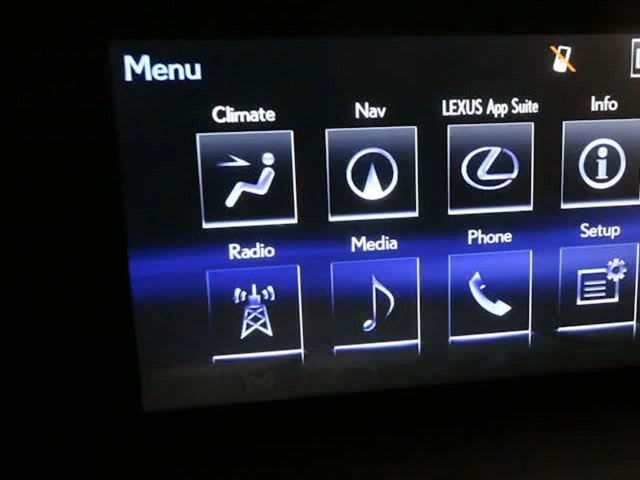 Menu
Climate
Nav
LEXUS App Suite
Info
Radio
Media
Phone
Setup